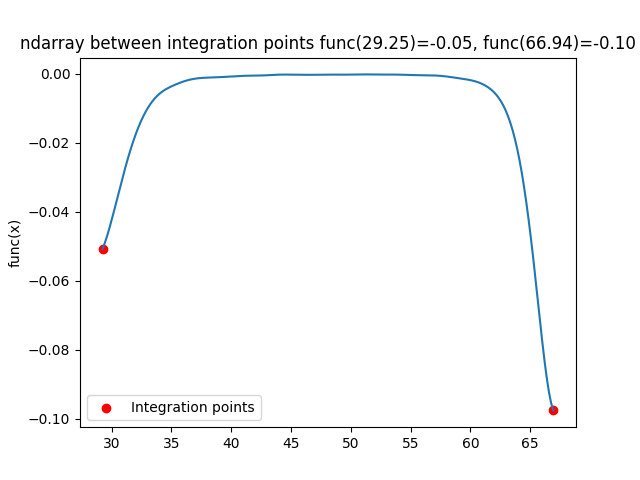 ndarray between integration points func(29.25)=-0.05, func(66.94)=-0.10
0.00
−0.02
−0.04
−0.06
−0.08
−0.10
func(x)
Integration points
30 35 40 45 50 55 60 65